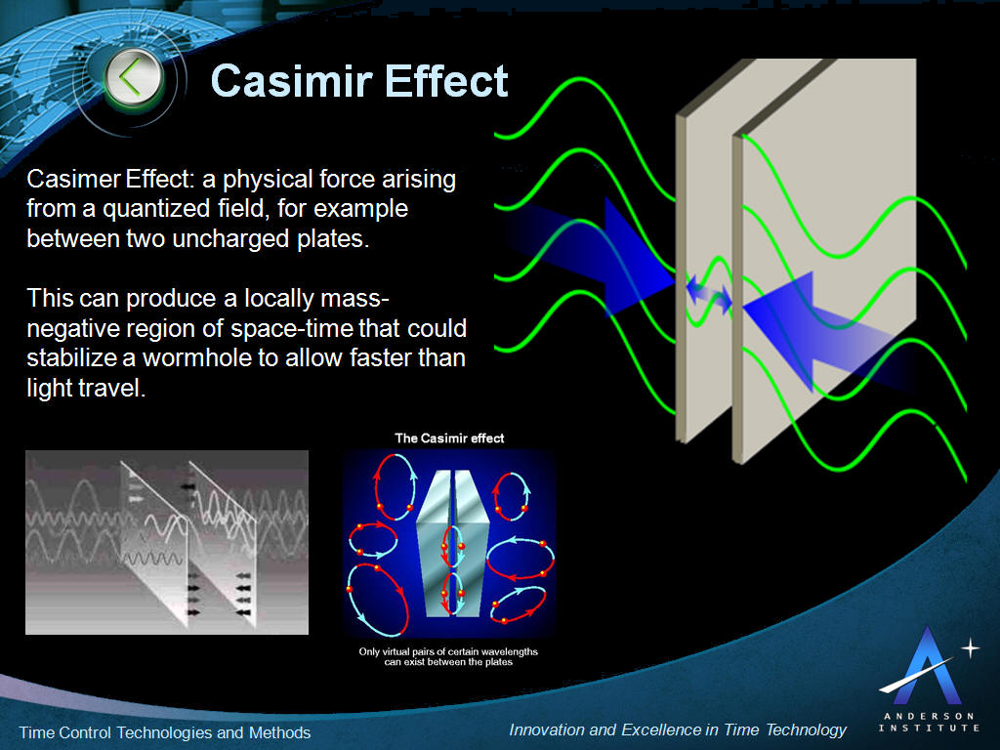 Casimir Effect
Casimer Effect: a physical force arising
from a quantized field, for example
between two uncharged plates.
This can produce a locally mass-
negative region of space-time that could
stabilize a wormhole to allow faster than
light travel.
The Casimir effect
Only virtual pairs of certain wavelengths
can exist between the plates
Time Control Technologies and Methods
Innovation and Excellence in Time Technology
ANDERSON
INSTITUTE